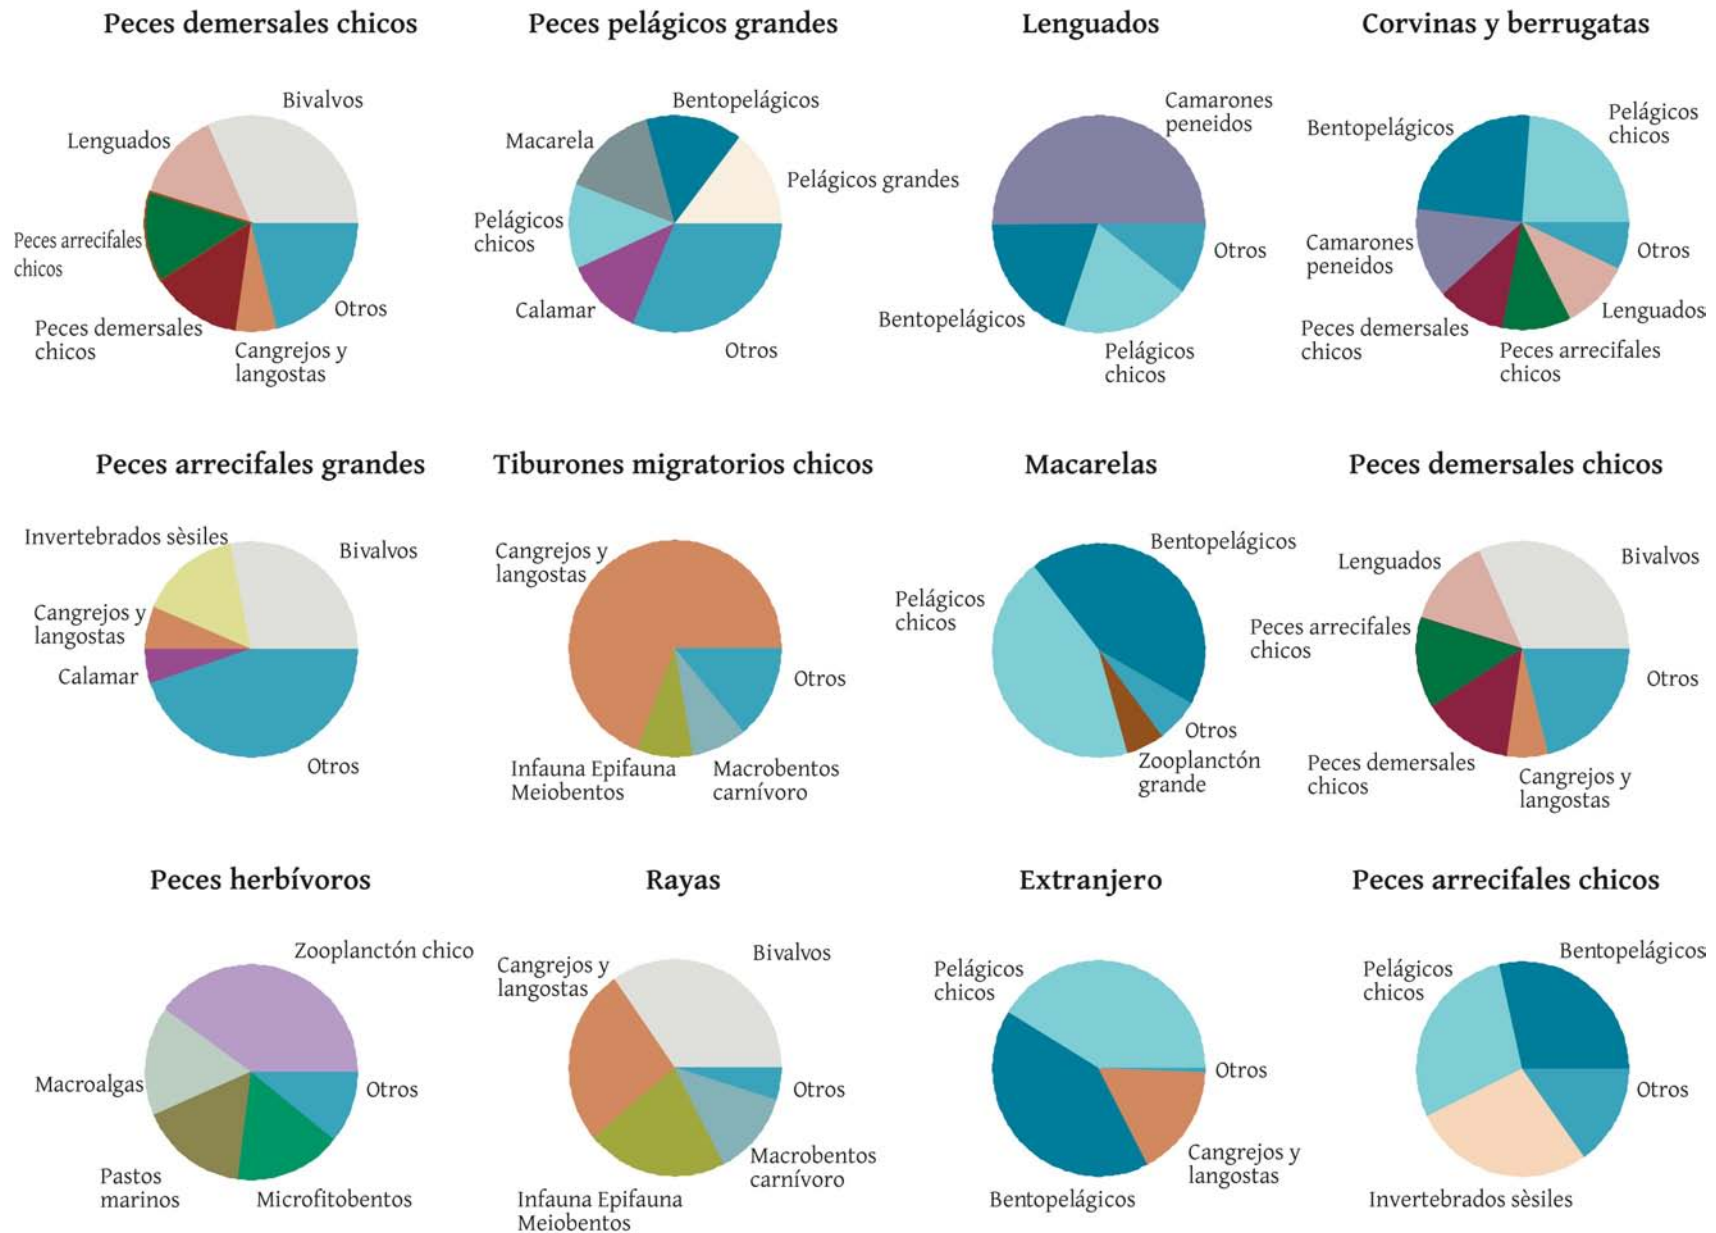 Peces demersales chicos
Bivalvos
Lenguados
Peces arrecifales
chicos
Peces demersales
chicos
Cangrejos y
langostas
Otros
Peces pelágicos grandes
Bentopelágicos
Macarela
Pelágicos grandes
Pelágicos
chicos
Calamar
Otros
Lenguados
Camarones
peneidos
Otros
Bentopelágicos
Pelágicos
chicos
Corvinas y berrugatas
Pelágicos
chicos
Bentopelágicos
Camarones
peneidos
Otros
Lenguados
Peces demersales
chicos
Peces arrecifales
chicos
Peces arrecifales grandes
Invertebrados sèsiles
Bivalvos
Cangrejos y
langostas
Calamar
Otros
Tiburones migratorios chicos
Cangrejos y
langostas
Otros
Infauna Epifauna
Meiobentos
Macrobentos
carnívoro
Macarelas
Bentopelágicos
Pelágicos
chicos
Otros
Zooplanctón
grande
Peces demersales chicos
Lenguados
Bivalvos
Peces arrecifales
chicos
Otros
Peces demersales
chicos
Cangrejos y
langostas
Peces herbívoros
Zooplanctón chico
Macroalgas
Otros
Pastos
marinos
Microfitobentos
Rayas
Cangrejos y
langostas
Bivalvos
Otros
Macrobentos
carnívoro
Infauna Epifauna
Meiobentos
Extranjero
Pelágicos
chicos
Otros
Cangrejos y
langostas
Bentopelágicos
Peces arrecifales chicos
Bentopelágicos
Pelágicos
chicos
Otros
Invertebrados sèsiles